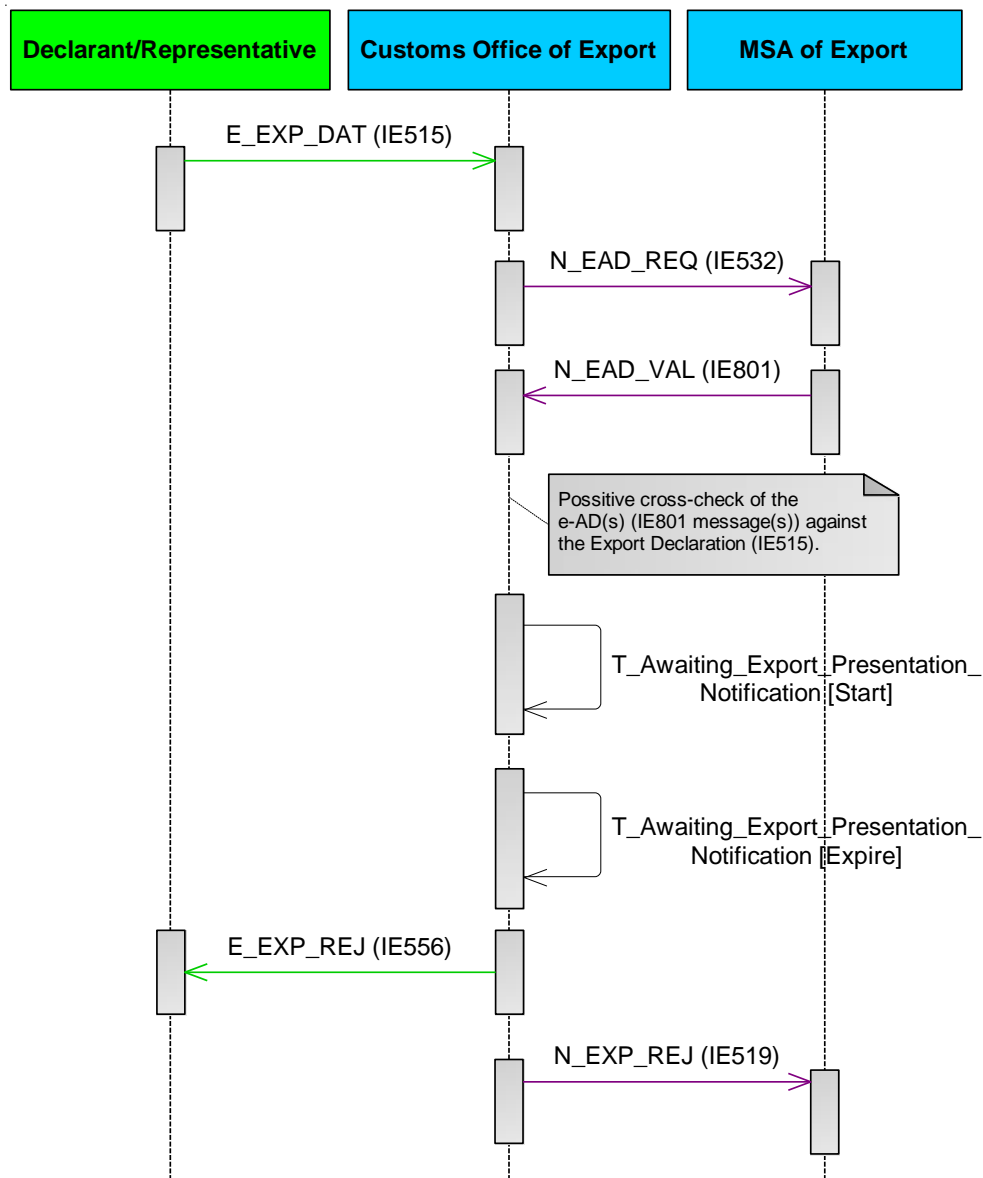 Declarant/Representative
Customs Office of Export
MSA of Export
E_EXP_DAT (IE515)
N_EAD_REQ (IE532)
N_EAD_VAL (IE801)
Possitive cross-check of the
e-AD(s) (IE801 message(s)) against
the Export Declaration (IE515).
T_Awaiting_Export_Presentation_
Notification [Start]
T_Awaiting_Export_Presentation_
Notification [Expire]
E_EXP_REJ (IE556)
N_EXP_REJ (IE519)